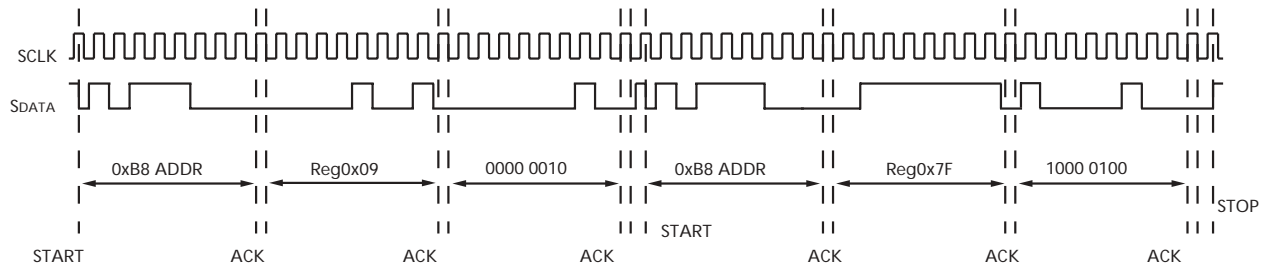 SCLK
SDATA
0xB8 ADDR Reg0x09 0000 0010 0xB8 ADDR Reg0x7F 1000 0100
STOP
START
START ACK ACK ACK ACK ACK ACK